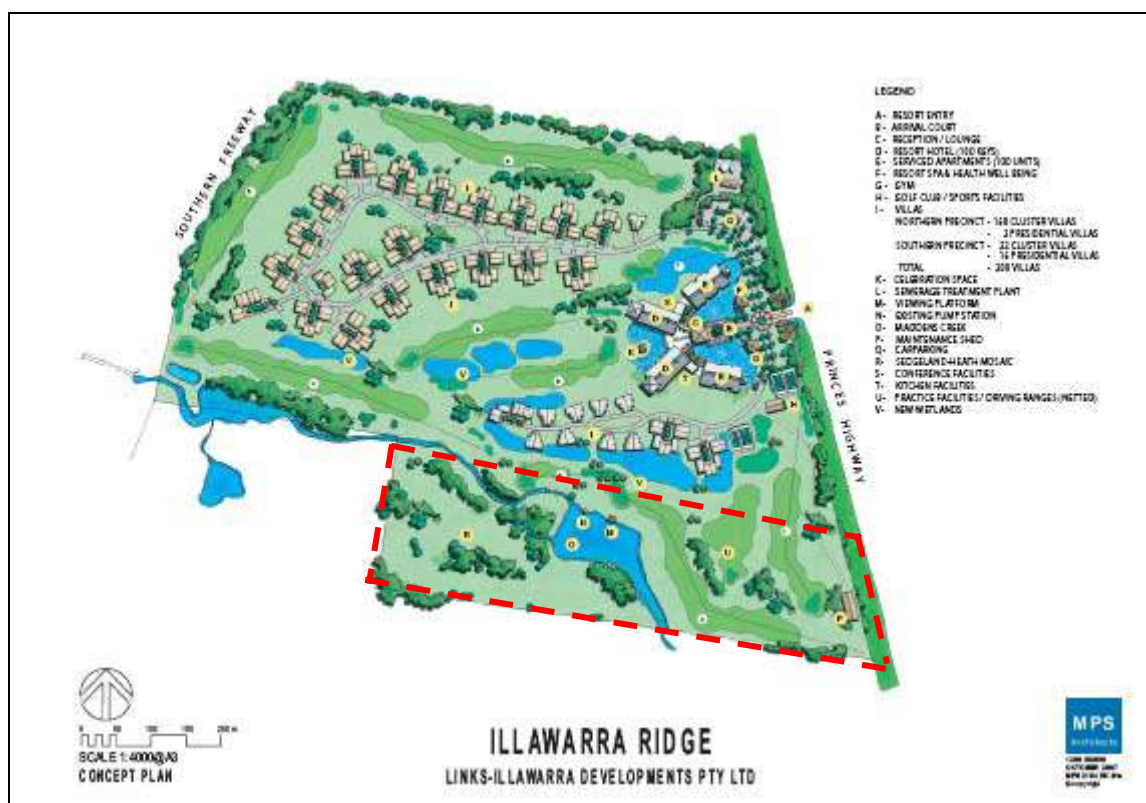 SOUTHERN FREEWAY
PRINCES HIGHWAY
LEGEND
A- RESORT ENTRY
B- ARRIVAL COURT
C- RECEPTION / LOUNGE
D- RESORT HOTEL (100 KEYS)
E- SERVICED APARTMENTS (100 UNITS)
F- RESORT SPA & HEALTH WELL BEING
G- GYM
H- GOLF CLUB / SPORTS FACILITIES
I- VILLAS
NORTHERN PRECINCT - 160 CLUSTER VILLAS
- 2 PRESIDENTIAL VILLAS
SOUTHERN PRECINCT - 22 CLUSTER VILLAS
- 16 PRESIDENTIAL VILLAS
TOTAL - 200 VILLAS
K- CELEBRATION SPACE
L- SEWERAGE TREATMENT PLANT
M- VIEWING PLATFORM
N- EXISTING PUMP STATION
O- MADDENS CREEK
P- MAINTENANCE SHED
Q- CARPARKING
R- SEDGELAND-HEATH MOSAIC
S- CONFERENCE FACILITIES
T- KITCHEN FACILITIES
U- PRACTICE FACILITIES / DRIVING RANGES (NETTED)
V- NEW WETLANDS
SCALE 1:4000@A3
CONCEPT PLAN
ILLAWARRA RIDGE
LINKS-ILLAWARRA DEVELOPMENTS PTY LTD
MPS
Architects